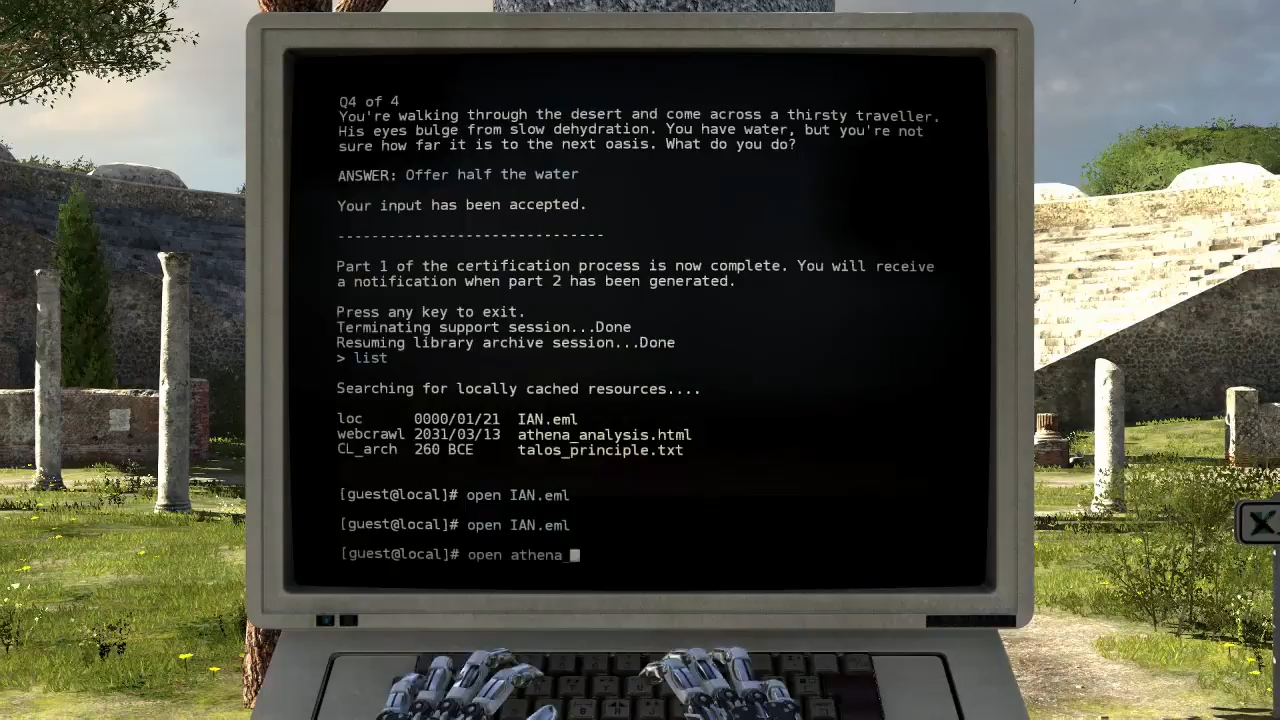 Q4 of 4
You're walking through the desert and come across a thirsty traveller.
His eyes bulge from slow dehydration. You have water, but you're not
sure how far it is to the next oasis. What do you do?
ANSWER: Offer half the water
Your input has been accepted.
-------------------------------
Part 1 of the certification process is now complete. You will receive
a notification when part 2 has been generated.
Press any key to exit.
Terminating support session...Done
Resuming library archive session...Done
> list
Searching for locally cached resources....
loc 0000/01/21 IAN.eml
webcrawl 2031/03/13 athena_analysis.html
CL_arch 260 BCE talos_principle.txt
[guest@local]# open IAN.eml
[guest@local]# open IAN.eml
[guest@local]# open athena_
X